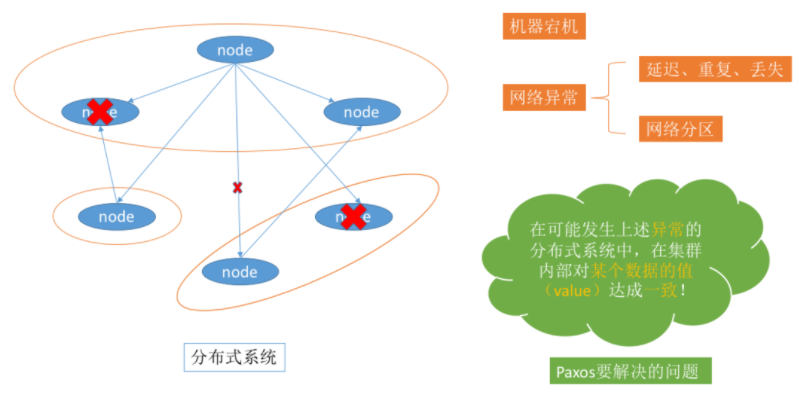 node
node
node
node
node
node
分布式系统
机器宕机
网络异常
延迟、重复、丢失
网络分区
在可能发生上述异常的
分布式系统中，在集群
内部对某个数据的值
（value）达成一致！
Paxos要解决的问题